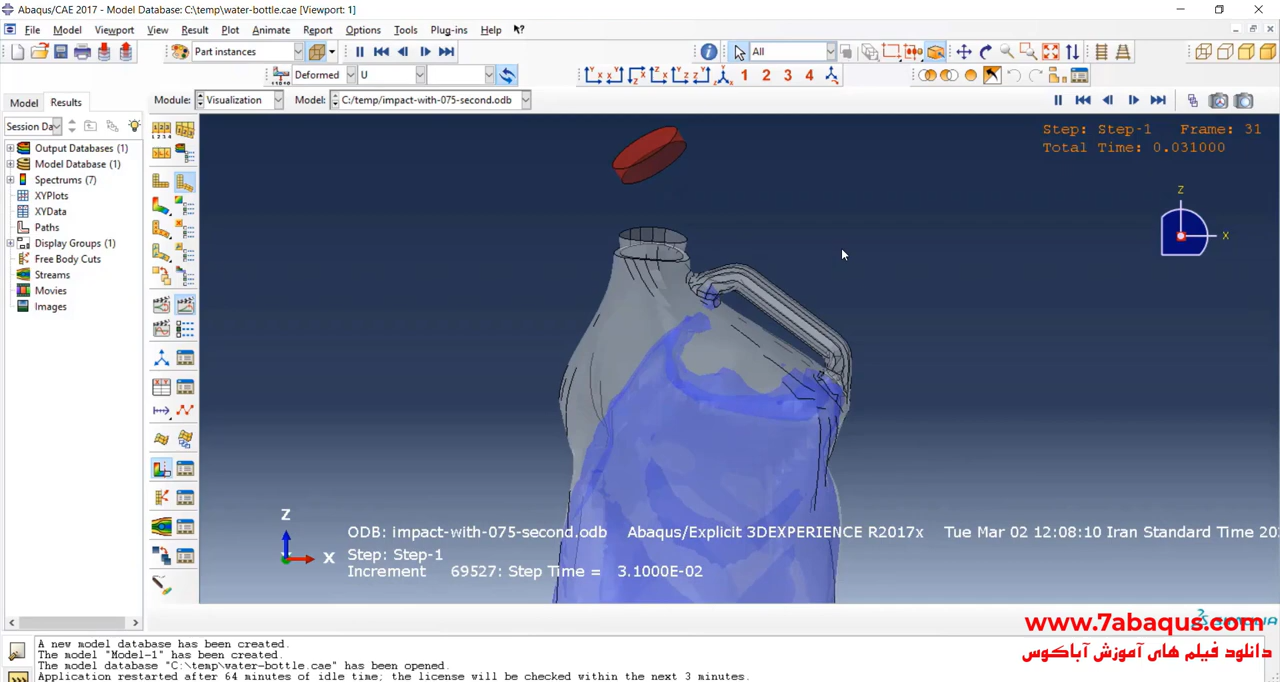 Abaqus/CAE 2017 - Model Database: C:\temp\water-bottle.cae [Viewport: 1]
File Model Viewport View Result Plot Animate Report Options Tools Plug-ins Help
Part instances All
Deformed U 1 2 3 4
Model Results Module: Visualization Model: C:/temp/impact-with-075-second.odb
Session Da
Output Databases (1)
Model Database (1)
Spectrums (7)
XYPlots
XYData
Paths
Display Groups (1)
Free Body Cuts
Streams
Movies
Images
Step: Step-1 Frame: 31
Total Time: 0.031000
Z
X
Z
X
ODB: impact-with-075-second.odb Abaqus/Explicit 3DEXPERIENCE R2017x Tue Mar 02 12:08:10 Iran Standard Time 20
Step: Step-1
Increment 69527: Step Time = 3.1000E-02
www.7abaqus.com
دانلود فیلم های آموزش آباکوس
A new model database has been created.
The model "Model-1" has been created.
The model database "C:\temp\water-bottle.cae" has been opened.
Application restarted after 64 minutes of idle time; the license will be checked within the next 3 minutes.